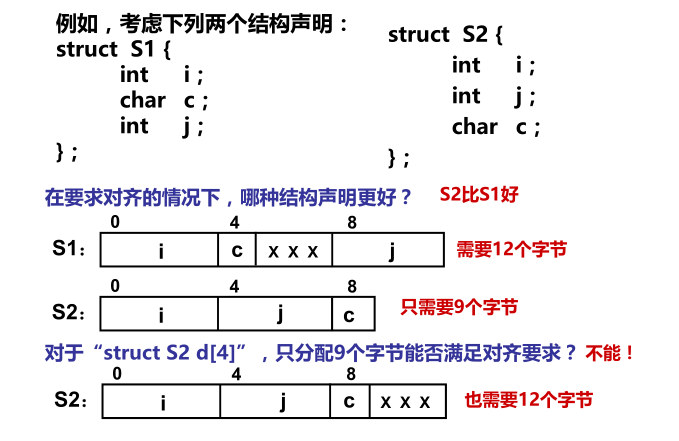 例如，考虑下列两个结构声明：
struct S1 {
int i ;
char c ;
int j ;
} ;
struct S2 {
int i ;
int j ;
char c ;
} ;
在要求对齐的情况下，哪种结构声明更好？ S2比S1好
0 4 8
S1: i c x x x j 需要12个字节
0 4 8
S2: i j c 只需要9个字节
对于“struct S2 d[4]”，只分配9个字节能否满足对齐要求？ 不能！
0 4 8
S2: i j c x x x 也需要12个字节